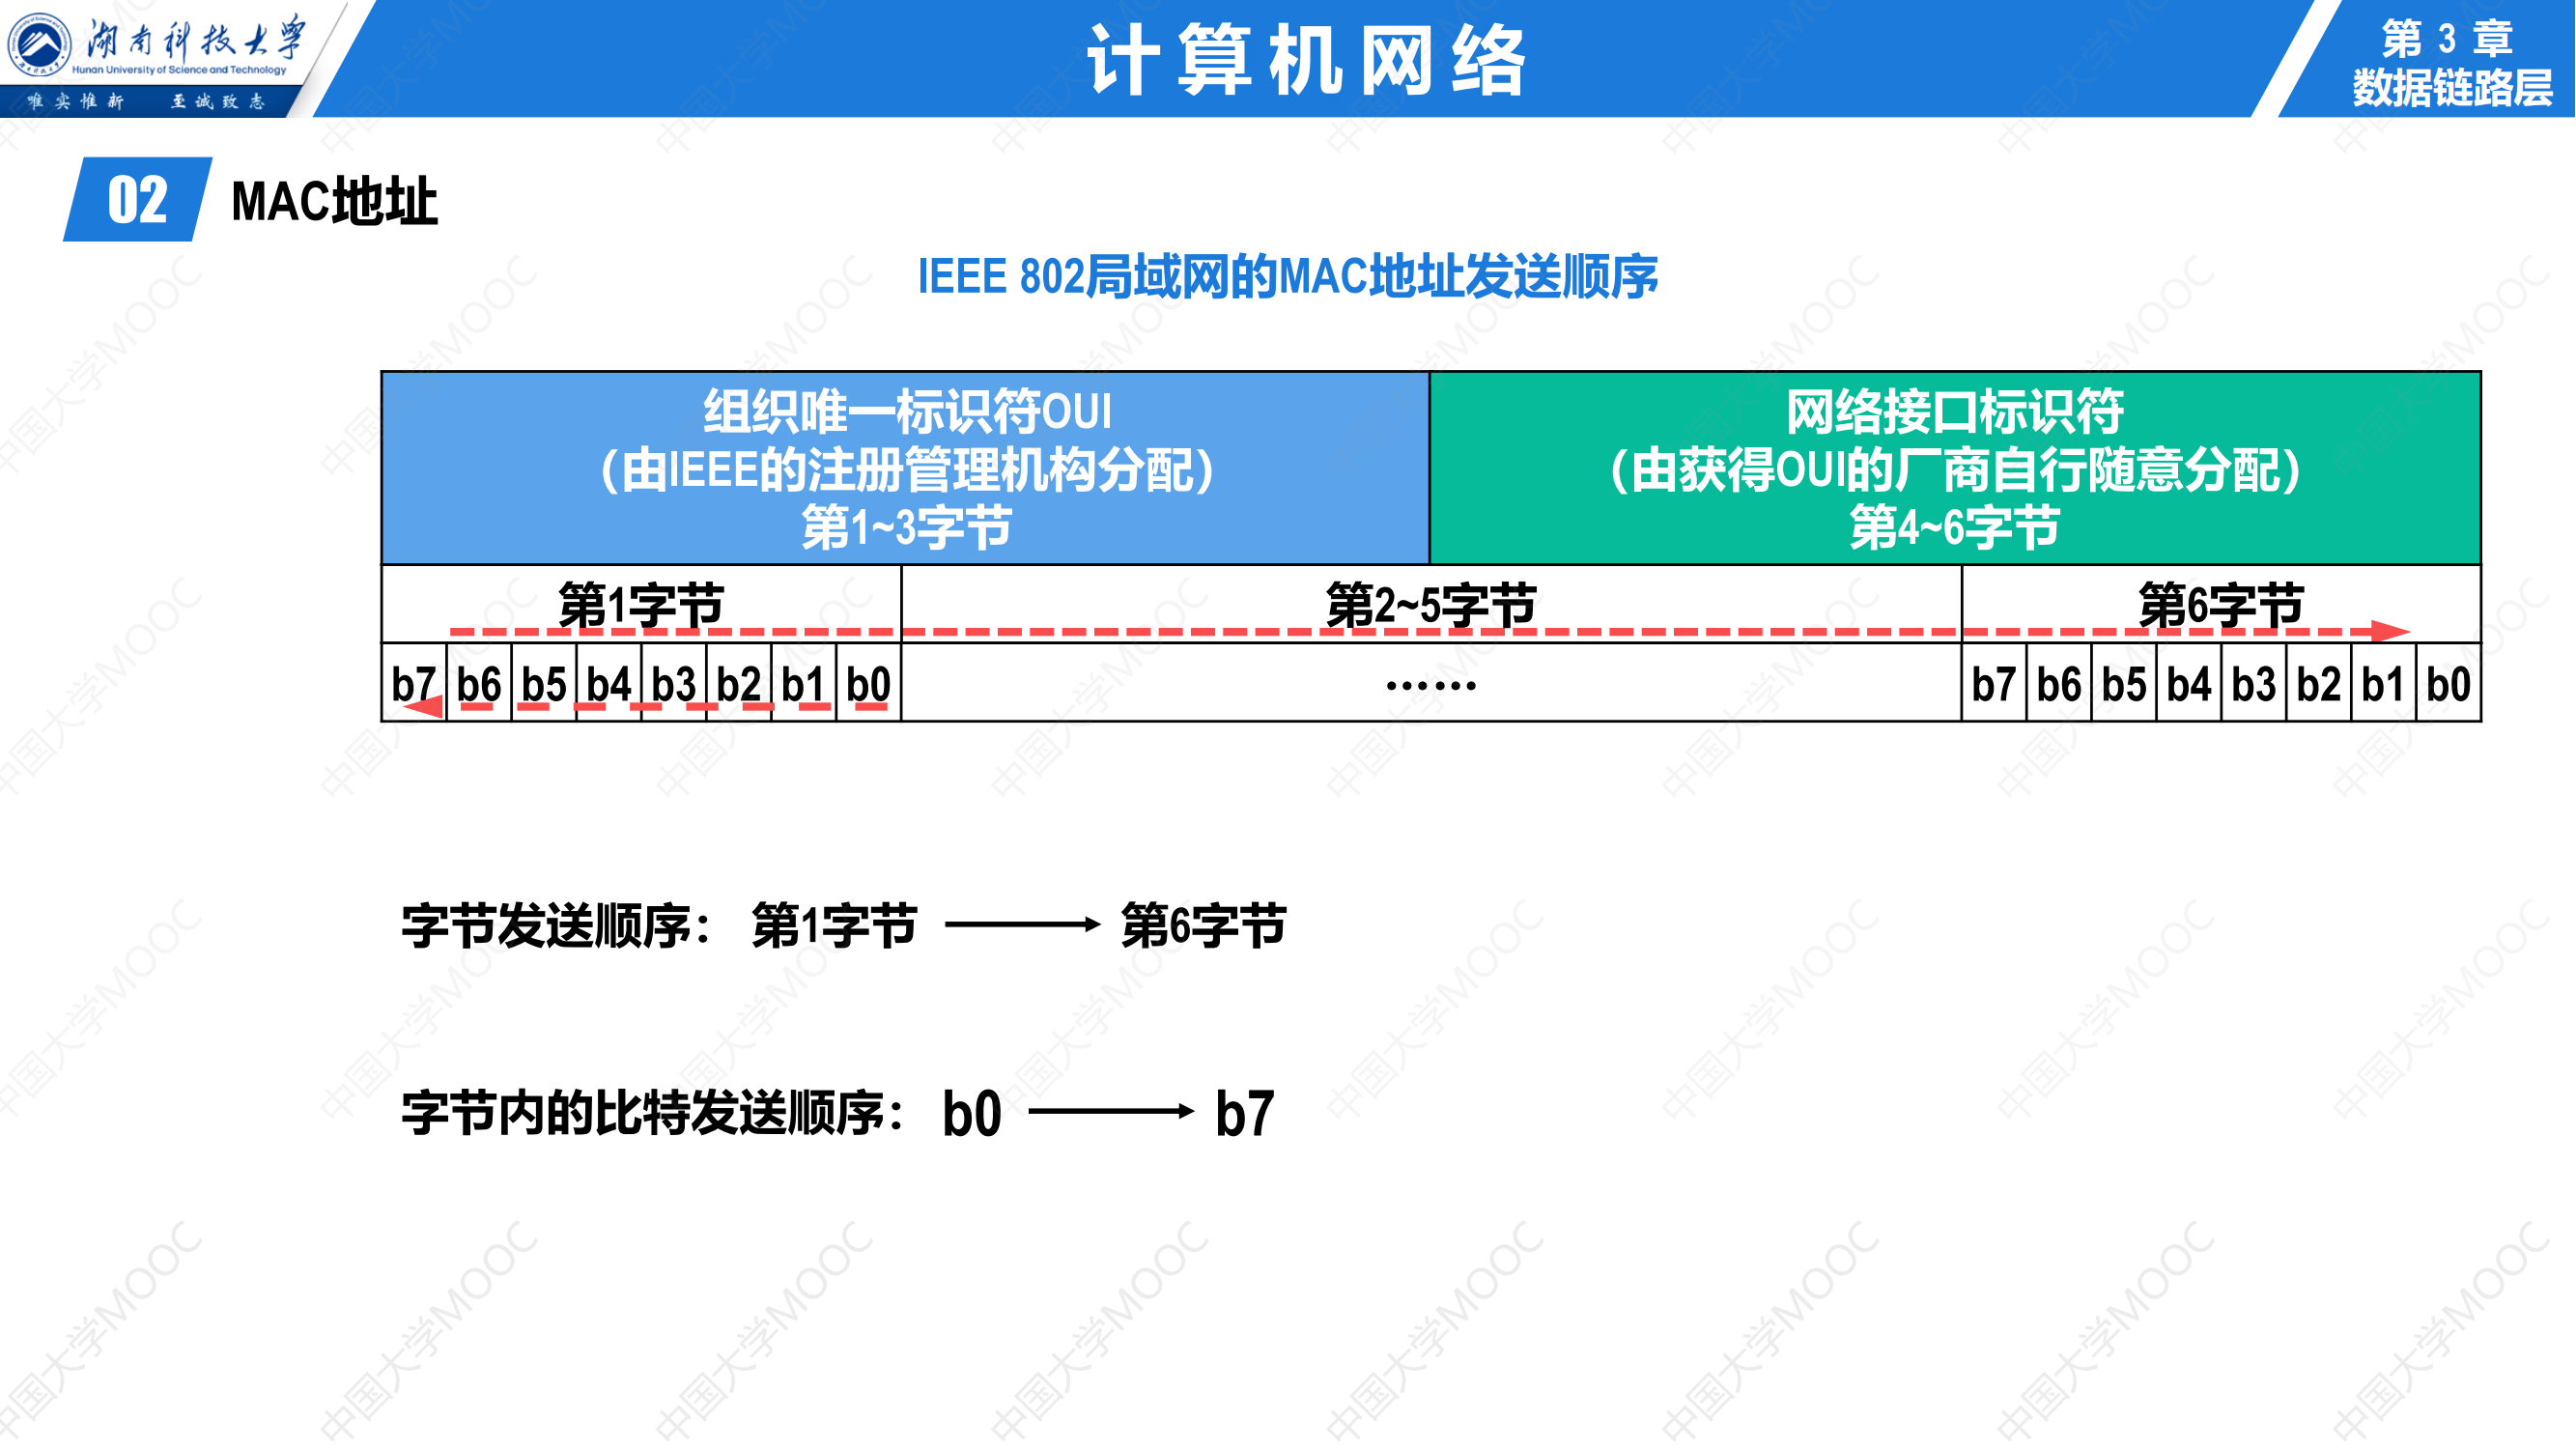 湖南科技大学
Hunan University of Science and Technology
唯实惟新 至诚致志
计算机网络
第 3 章
数据链路层
02 MAC地址
IEEE 802局域网的MAC地址发送顺序
组织唯一标识符OUI
(由IEEE的注册管理机构分配)
第1~3字节
网络接口标识符
(由获得OUI的厂商自行随意分配)
第4~6字节
第1字节 第2~5字节 第6字节
b7 b6 b5 b4 b3 b2 b1 b0 …… b7 b6 b5 b4 b3 b2 b1 b0
字节发送顺序： 第1字节 第6字节
字节内的比特发送顺序： b0 b7
中国大学MOOC